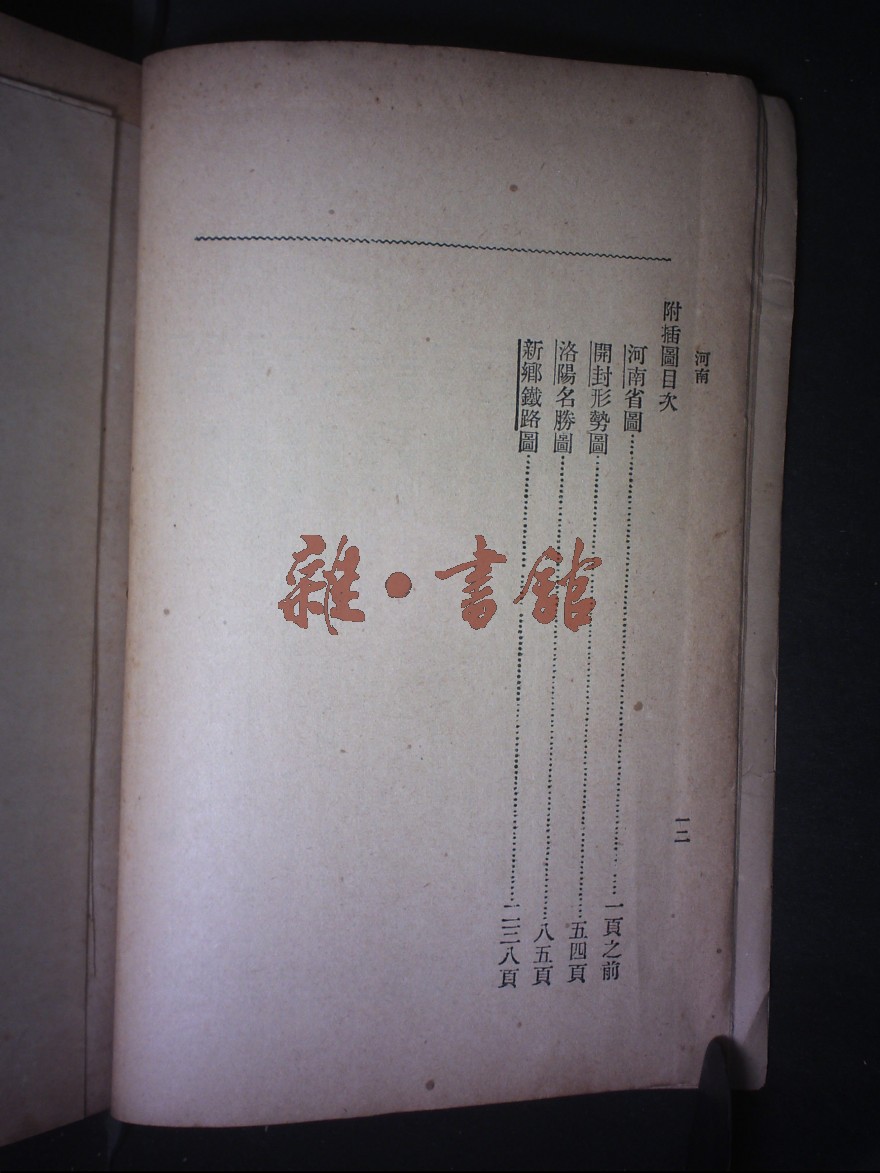 河南
一二
附插圖目次
河南省圖……一頁之前
開封形勢圖……五四頁
洛陽名勝圖……八五頁
新鄉鐵路圖……二三八頁
雜·書館